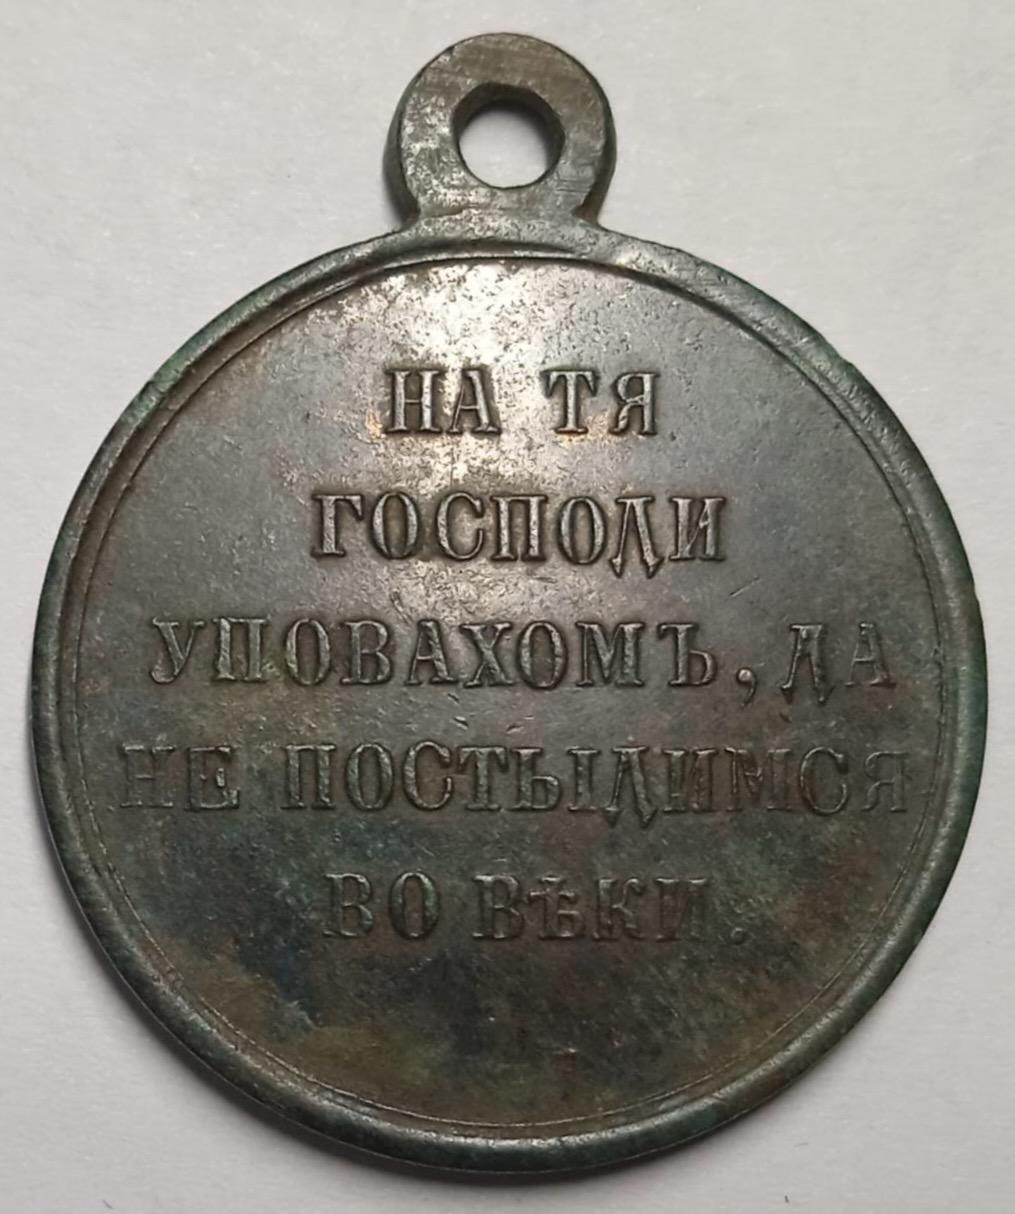 НА ТЯ
ГОСПОДИ
УПОВАХОМЪ, ДА
НЕ ПОСТЫДИМСЯ
ВО ВѢКИ.